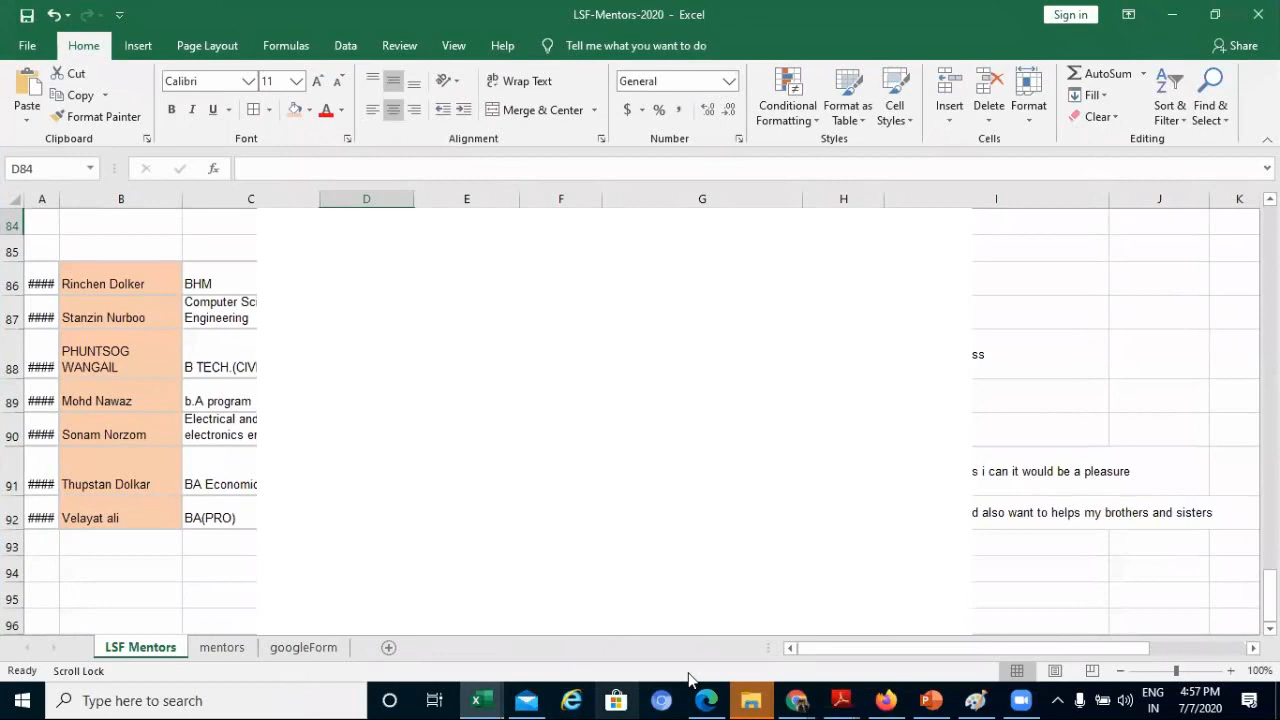 LSF-Mentors-2020 - Excel
Sign in
File Home Insert Page Layout Formulas Data Review View Help Tell me what you want to do Share
Cut
Calibri 11
Wrap Text
General
AutoSum
Paste
Copy
Fill
Conditional Formatting
Format as Table
Cell Styles
Insert Delete Format
Sort & Filter
Find & Select
Format Painter
B I U
Merge & Center
$ % ,
Clear
Clipboard Font Alignment Number Styles Cells Editing
D84 fx
A B C D E F G H I J K
84
85
86 #### Rinchen Dolker BHM
Computer Sci
87 #### Stanzin Nurboo Engineering
PHUNTSOG
88 #### WANGAIL B TECH.(CIV ss
89 #### Mohd Nawaz b.A program
Electrical and
90 #### Sonam Norzom electronics en
91 #### Thupstan Dolkar BA Economic s i can it would be a pleasure
92 #### Velayat ali BA(PRO) d also want to helps my brothers and sisters
93
94
95
96
LSF Mentors mentors googleForm
Ready Scroll Lock 100%
Type here to search
ENG 4:57 PM
IN 7/7/2020